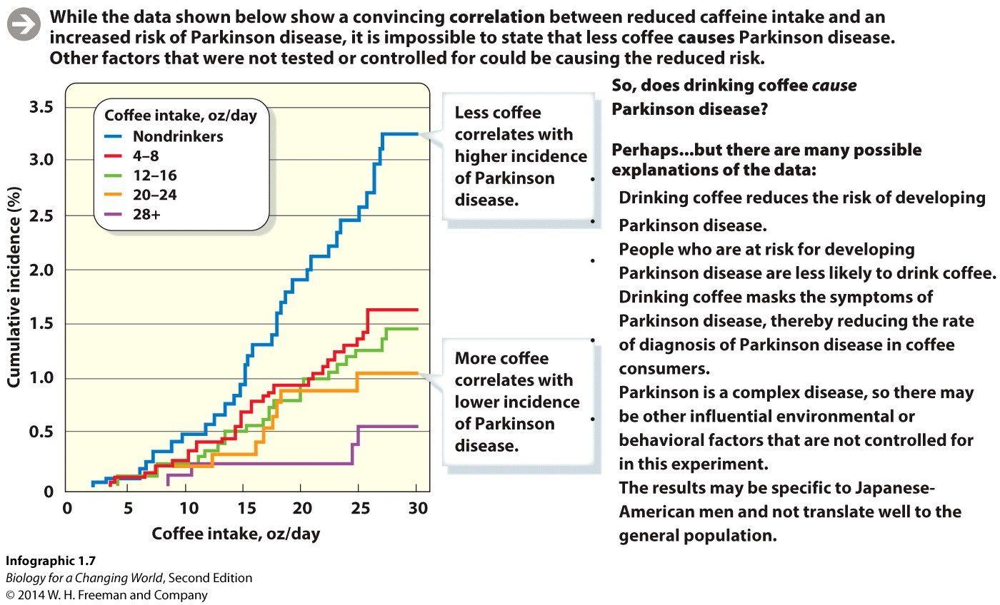 While the data shown below show a convincing correlation between reduced caffeine intake and an
increased risk of Parkinson disease, it is impossible to state that less coffee causes Parkinson disease.
Other factors that were not tested or controlled for could be causing the reduced risk.
Cumulative incidence (%)
3.5
3.0
2.5
2.0
1.5
1.0
0.5
0
Coffee intake, oz/day
Nondrinkers
4–8
12–16
20–24
28+
0 5 10 15 20 25 30
Coffee intake, oz/day
Less coffee
correlates with
higher incidence
of Parkinson
disease.
More coffee
correlates with
lower incidence
of Parkinson
disease.
So, does drinking coffee cause
Parkinson disease?
Perhaps...but there are many possible
explanations of the data:
• Drinking coffee reduces the risk of developing
• Parkinson disease.
People who are at risk for developing
• Parkinson disease are less likely to drink coffee.
Drinking coffee masks the symptoms of
Parkinson disease, thereby reducing the rate
• of diagnosis of Parkinson disease in coffee
consumers.
Parkinson is a complex disease, so there may
• be other influential environmental or
behavioral factors that are not controlled for
in this experiment.
The results may be specific to Japanese-
American men and not translate well to the
general population.
Infographic 1.7
Biology for a Changing World, Second Edition
© 2014 W. H. Freeman and Company